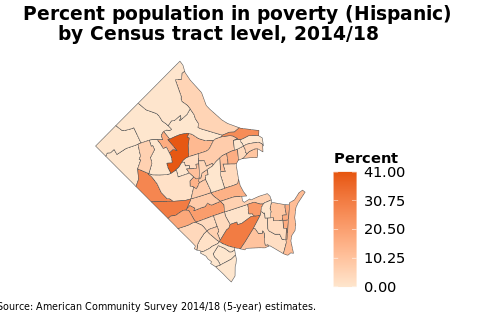 Percent population in poverty (Hispanic)
by Census tract level, 2014/18
Percent
41.00
30.75
20.50
10.25
0.00
Source: American Community Survey 2014/18 (5-year) estimates.